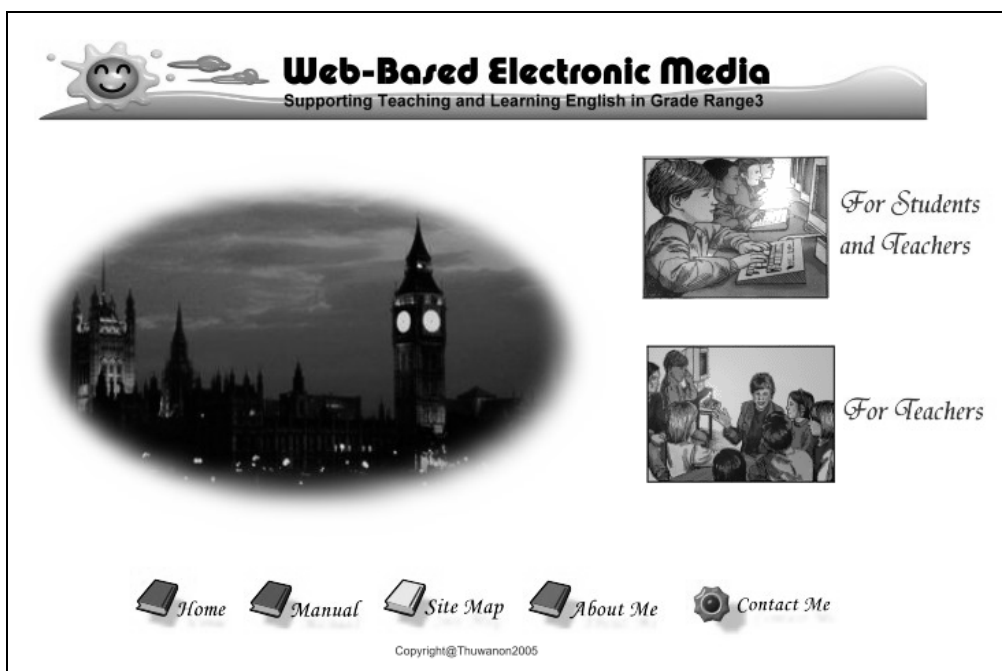 Web-Based Electronic Media
Supporting Teaching and Learning English in Grade Range3
For Students
and Teachers
For Teachers
Home
Manual
Site Map
About Me
Contact Me
Copyright@Thuwanon2005